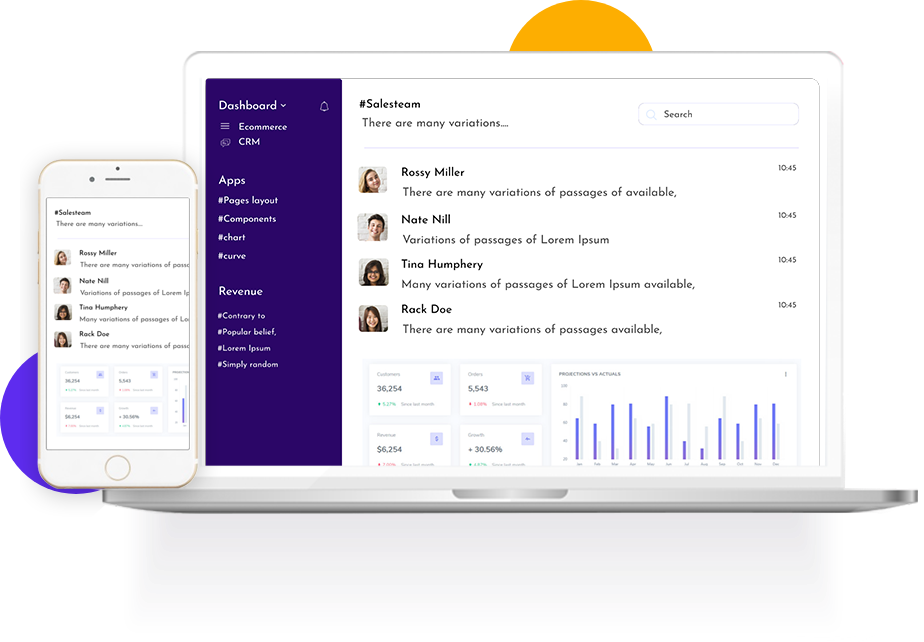 Dashboard
Ecommerce
CRM
Apps
#Pages layout
#Components
#chart
#curve
Revenue
#Contrary to
#Popular belief,
#Lorem Ipsum
#Simply random
#Salesteam
There are many variations....
Search
Rossy Miller
10:45
There are many variations of passages of available,
Nate Nill
10:45
Variations of passages of Lorem Ipsum
Tina Humphery
10:45
Many variations of passages of Lorem Ipsum available,
Rack Doe
10:45
There are many variations of passages available,
Customers
36,254
5.27% Since last month
Orders
5,543
1.08% Since last month
Revenue
$6,254
7.00% Since last month
Growth
+ 30.56%
4.87% Since last month
PROJECTIONS VS ACTUALS
100
80
60
40
20
Jan Feb Mar Apr May Jun Jul Aug Sep Oct Nov Dec
#Salesteam
There are many variations...
Rossy Miller
There are many variations of passa
Nate Nill
Variations of passages of Lorem Ip
Tina Humphery
Many variations of passages of Lo
Rack Doe
There are many variations of passa
Customers
36,254
Orders
5,543
Revenue
$6,254
Growth
+ 30.56%